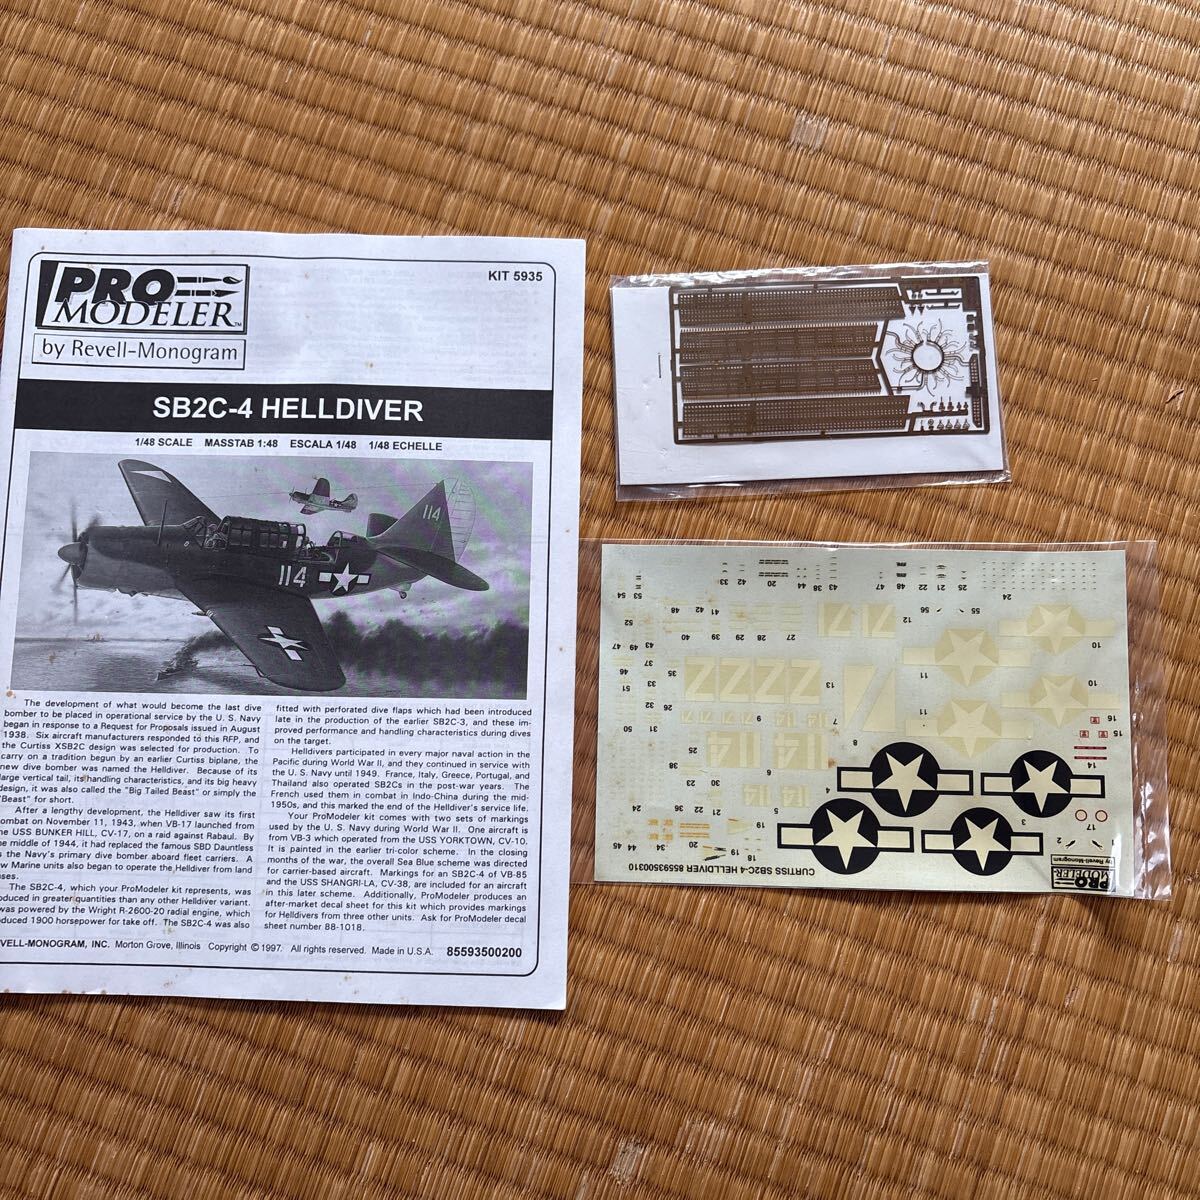 PRO
MODELER™
by Revell-Monogram
KIT 5935
SB2C-4 HELLDIVER
1/48 SCALE MASSTAB 1:48 ESCALA 1/48 1/48 ECHELLE
114
114
The development of what would become the last dive
bomber to be placed in operational service by the U. S. Navy
began in response to a Request for Proposals issued in August
1938. Six aircraft manufacturers responded to this RFP, and
the Curtiss XSB2C design was selected for production. To
carry on a tradition begun by an earlier Curtiss biplane, the
new dive bomber was named the Helldiver. Because of its
large vertical tail, its handling characteristics, and its big heavy
design, it was also called the "Big Tailed Beast" or simply the
"Beast" for short.
After a lengthy development, the Helldiver saw its first
combat on November 11, 1943, when VB-17 launched from
he USS BUNKER HILL, CV-17, on a raid against Rabaul. By
he middle of 1944, it had replaced the famous SBD Dauntless
s the Navy's primary dive bomber aboard fleet carriers. A
w Marine units also began to operate the Helldiver from land
ases.
The SB2C-4, which your ProModeler kit represents, was
oduced in greater quantities than any other Helldiver variant.
was powered by the Wright R-2600-20 radial engine, which
oduced 1900 horsepower for take off. The SB2C-4 was also
fitted with perforated dive flaps which had been introduced
late in the production of the earlier SB2C-3, and these im-
proved performance and handling characteristics during dives
on the target.
Helldivers participated in every major naval action in the
Pacific during World War II, and they continued in service with
the U. S. Navy until 1949. France, Italy, Greece, Portugal, and
Thailand also operated SB2Cs in the post-war years. The
French used them in combat in Indo-China during the mid-
1950s, and this marked the end of the Helldiver's service life.
Your ProModeler kit comes with two sets of markings
used by the U. S. Navy during World War II. One aircraft is
from VB-3 which operated from the USS YORKTOWN, CV-10.
It is painted in the earlier tri-color scheme. In the closing
months of the war, the overall Sea Blue scheme was directed
for carrier-based aircraft. Markings for an SB2C-4 of VB-85
and the USS SHANGRI-LA, CV-38, are included for an aircraft
in this later scheme. Additionally, ProModeler produces an
after-market decal sheet for this kit which provides markings
for Helldivers from three other units. Ask for ProModeler decal
sheet number 88-1018.
VELL-MONOGRAM, INC. Morton Grove, Illinois Copyright © 1997. All rights reserved. Made in U.S.A. 85593500200
CURTISS SB2C-4 HELLDIVER 85593500310
PRO
MODELER
by Revell-Monogram